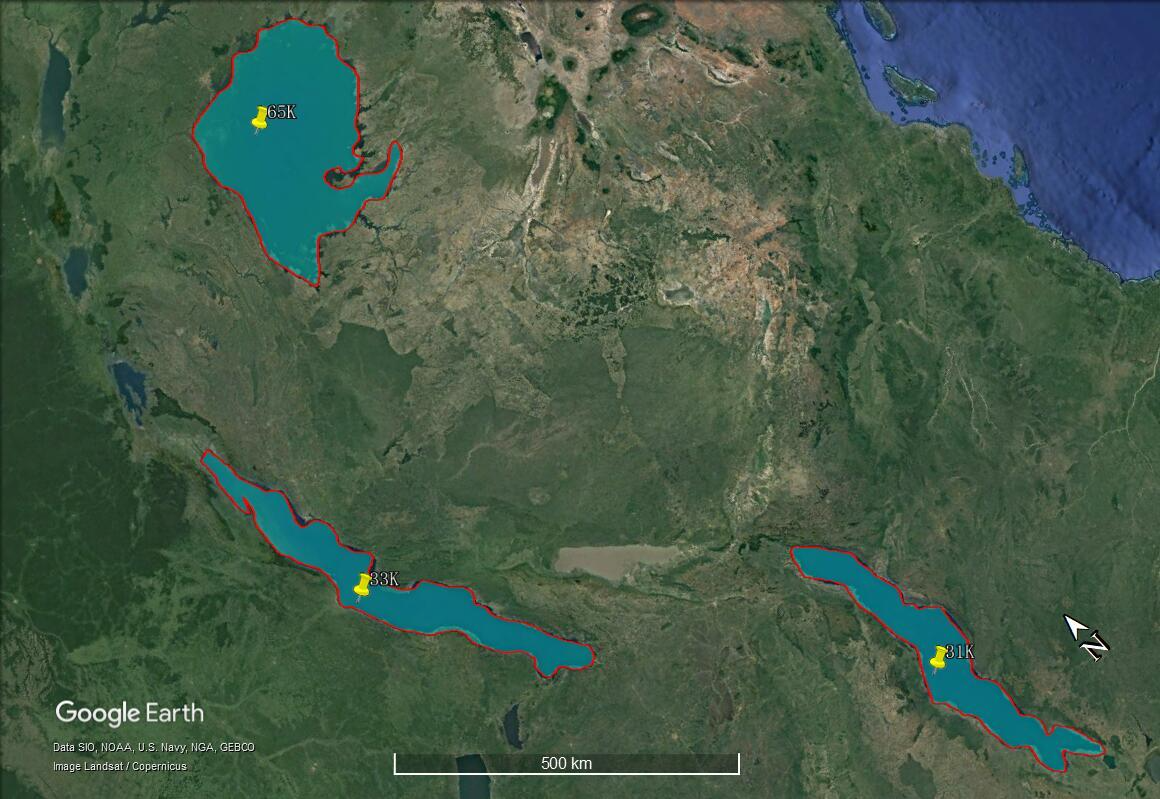 65K
33K
31K
N
Google Earth
Data SIO, NOAA, U.S. Navy, NGA, GEBCO
Image Landsat / Copernicus
500 km